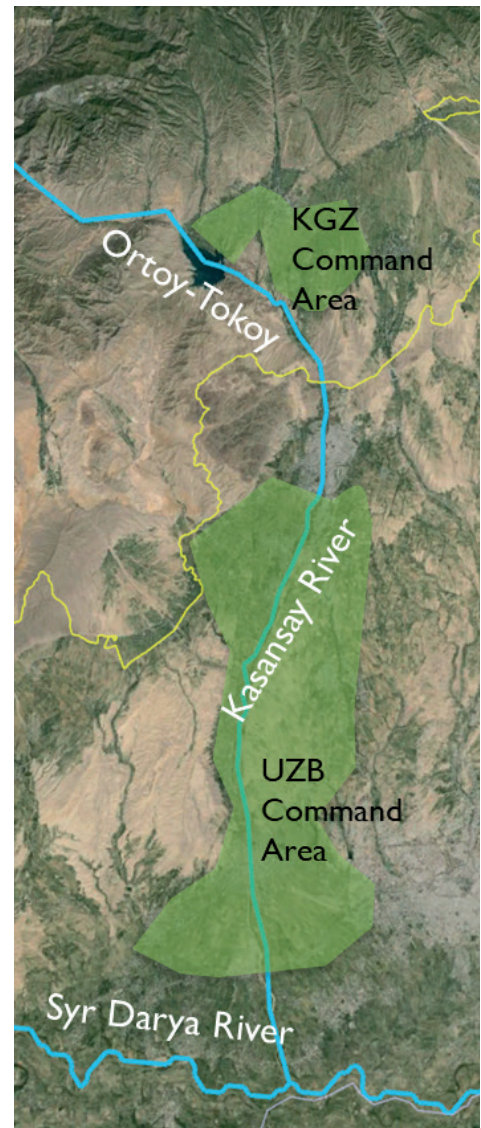 KGZ
Command
Area
Ortoy-Tokoy
Kasansay River
UZB
Command
Area
Syr Darya River